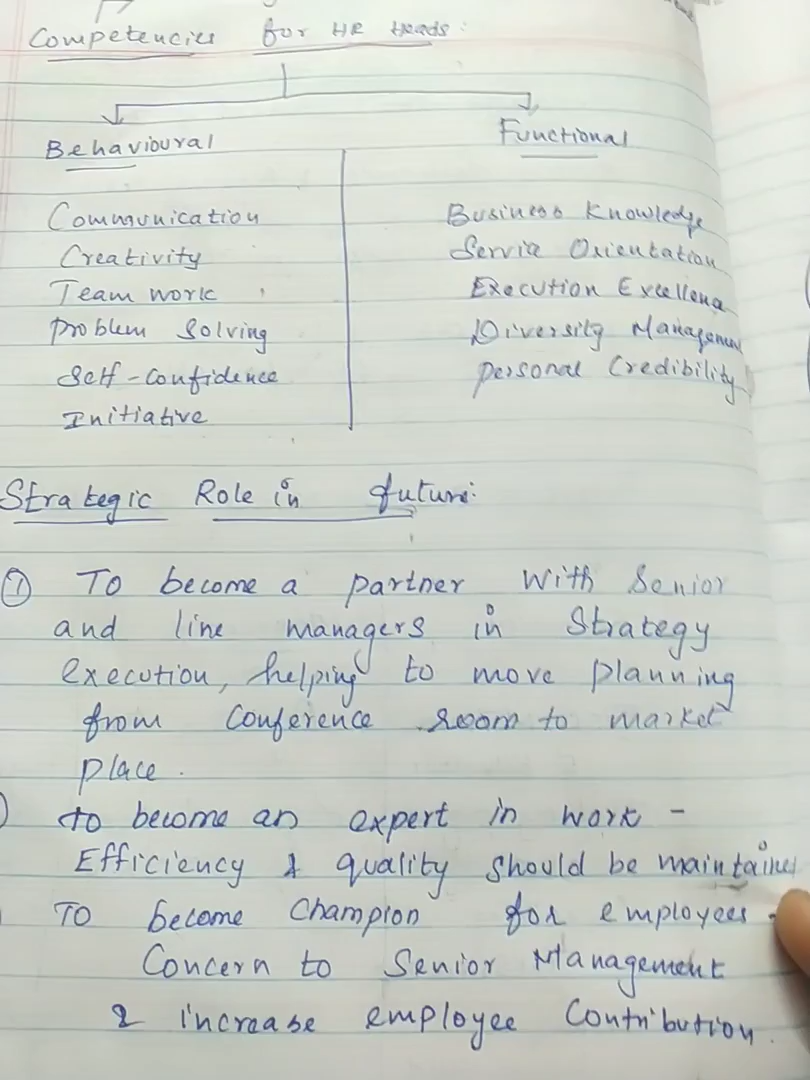 Competencies for HR Heads:
Behavioural
Communication
Creativity
Team work
Problem Solving
Self-Confidence
Initiative
Functional
Business Knowledge
Service Orientation
Execution Excellence
Diversity Management
Personal Credibility
Strategic Role in future:
① To become a partner with Senior
and line managers in Strategy
execution, helping to move planning
from Conference room to market
place.
to become an expert in work -
Efficiency & quality should be maintained
To become Champion for employees -
Concern to Senior Management
& increase employee Contribution.